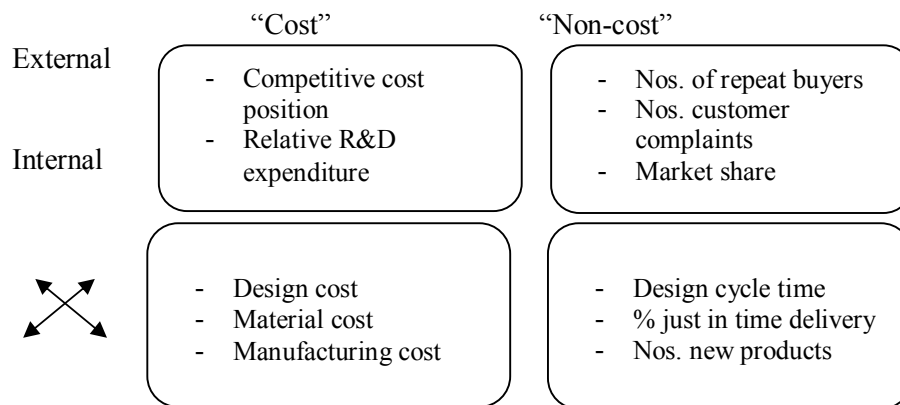 “Cost”
“Non-cost”
External
- Competitive cost
position
- Relative R&D
expenditure
- Nos. of repeat buyers
- Nos. customer
complaints
- Market share
Internal
- Design cost
- Material cost
- Manufacturing cost
- Design cycle time
- % just in time delivery
- Nos. new products